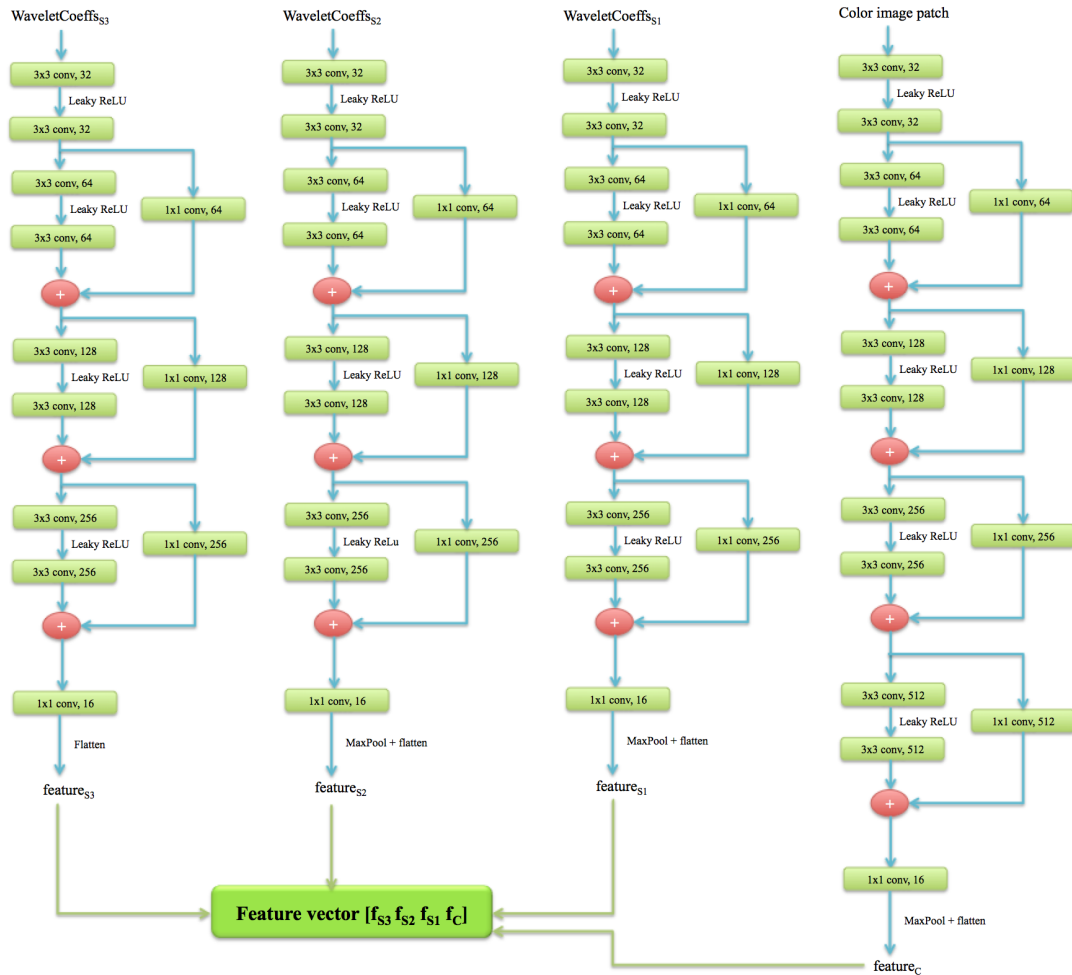 WaveletCoeffsS3
3x3 conv, 32
Leaky ReLU
3x3 conv, 32
3x3 conv, 64
Leaky ReLU
1x1 conv, 64
3x3 conv, 64
+
3x3 conv, 128
Leaky ReLU
1x1 conv, 128
3x3 conv, 128
+
3x3 conv, 256
Leaky ReLU
1x1 conv, 256
3x3 conv, 256
+
1x1 conv, 16
Flatten
featureS3
WaveletCoeffsS2
3x3 conv, 32
Leaky ReLU
3x3 conv, 32
3x3 conv, 64
Leaky ReLU
1x1 conv, 64
3x3 conv, 64
+
3x3 conv, 128
Leaky ReLU
1x1 conv, 128
3x3 conv, 128
+
3x3 conv, 256
Leaky ReLu
1x1 conv, 256
3x3 conv, 256
+
1x1 conv, 16
MaxPool + flatten
featureS2
WaveletCoeffsS1
3x3 conv, 32
Leaky ReLU
3x3 conv, 32
3x3 conv, 64
Leaky ReLU
1x1 conv, 64
3x3 conv, 64
+
3x3 conv, 128
Leaky ReLU
1x1 conv, 128
3x3 conv, 128
+
3x3 conv, 256
Leaky ReLU
1x1 conv, 256
3x3 conv, 256
+
1x1 conv, 16
MaxPool + flatten
featureS1
Color image patch
3x3 conv, 32
Leaky ReLU
3x3 conv, 32
3x3 conv, 64
Leaky ReLU
1x1 conv, 64
3x3 conv, 64
+
3x3 conv, 128
Leaky ReLU
1x1 conv, 128
3x3 conv, 128
+
3x3 conv, 256
Leaky ReLU
1x1 conv, 256
3x3 conv, 256
+
3x3 conv, 512
Leaky ReLU
1x1 conv, 512
3x3 conv, 512
+
1x1 conv, 16
MaxPool + flatten
featureC
Feature vector [fS3 fS2 fS1 fC]